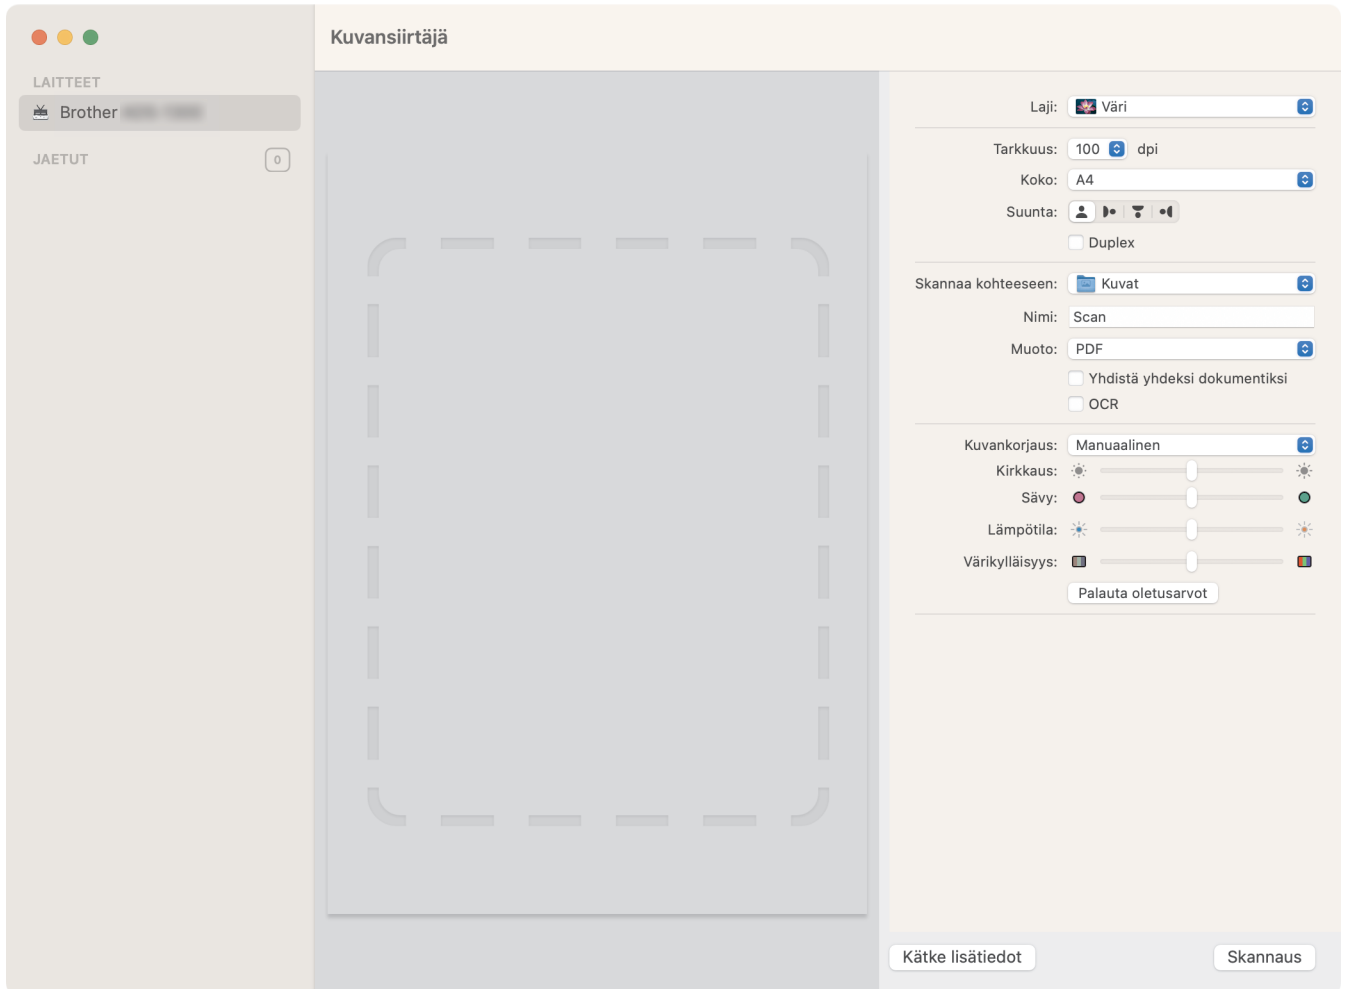 Kuvansiirtäjä
LAITTEET
Brother
JAETUT 0
Laji: Väri
Tarkkuus: 100 dpi
Koko: A4
Suunta:
Duplex
Skannaa kohteeseen: Kuvat
Nimi: Scan
Muoto: PDF
Yhdistä yhdeksi dokumentiksi
OCR
Kuvankorjaus: Manuaalinen
Kirkkaus:
Sävy:
Lämpötila:
Värikylläisyys:
Palauta oletusarvot
Kätke lisätiedot Skannaus